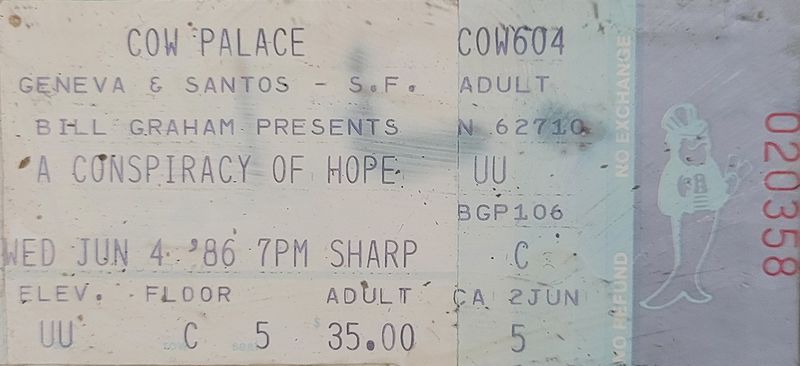 COW PALACE
GENEVA & SANTOS - S.F.
BILL GRAHAM PRESENTS
A CONSPIRACY OF HOPE
WED JUN 4 '86 7PM SHARP
ELEV. FLOOR ADULT
UU C 5 $35.00
COW604
ADULT
N 62710
UU
BGP106
C
CA 2JUN
5
NO EXCHANGE
NO REFUND
020358